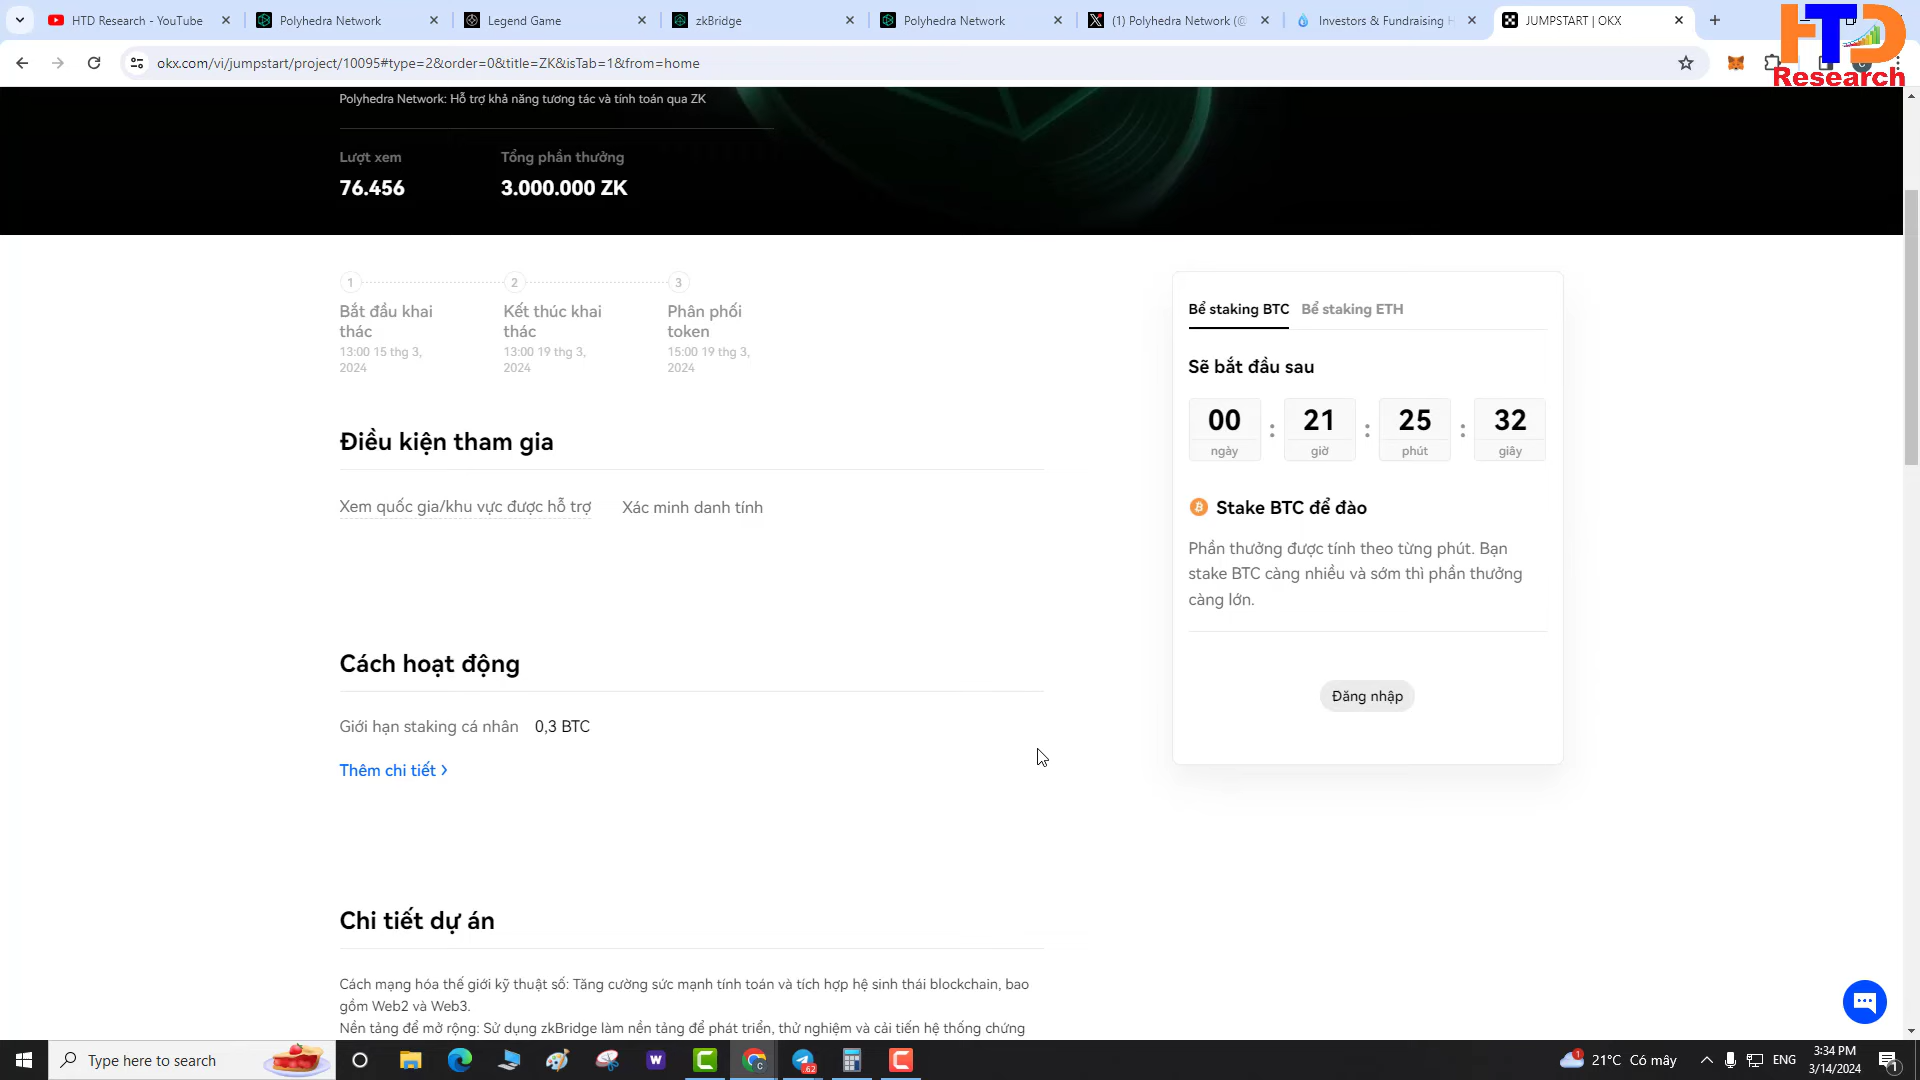 HTD Research - YouTube
Polyhedra Network
Legend Game
zkBridge
Polyhedra Network
(1) Polyhedra Network (@
Investors & Fundraising H
JUMPSTART | OKX
HTD
Research
okx.com/vi/jumpstart/project/10095#type=2&order=0&title=ZK&isTab=1&from=home
Polyhedra Network: Hỗ trợ khả năng tương tác và tính toán qua ZK
Lượt xem
Tổng phần thưởng
76.456
3.000.000 ZK
1
2
3
Bắt đầu khai
thác
13:00 15 thg 3,
2024
Kết thúc khai
thác
13:00 19 thg 3,
2024
Phân phối
token
15:00 19 thg 3,
2024
Điều kiện tham gia
Xem quốc gia/khu vực được hỗ trợ
Xác minh danh tính
Cách hoạt động
Giới hạn staking cá nhân 0,3 BTC
Thêm chi tiết >
Chi tiết dự án
Cách mạng hóa thế giới kỹ thuật số: Tăng cường sức mạnh tính toán và tích hợp hệ sinh thái blockchain, bao
gồm Web2 và Web3.
Nền tảng để mở rộng: Sử dụng zkBridge làm nền tảng để phát triển, thử nghiệm và cải tiến hệ thống chứng
Bể staking BTC
Bể staking ETH
Sẽ bắt đầu sau
00 : 21 : 25 : 32
ngày giờ phút giây
Stake BTC để đào
Phần thưởng được tính theo từng phút. Bạn
stake BTC càng nhiều và sớm thì phần thưởng
càng lớn.
Đăng nhập
Type here to search
.62
1
21°C Có mây
ENG
3:34 PM
3/14/2024
1